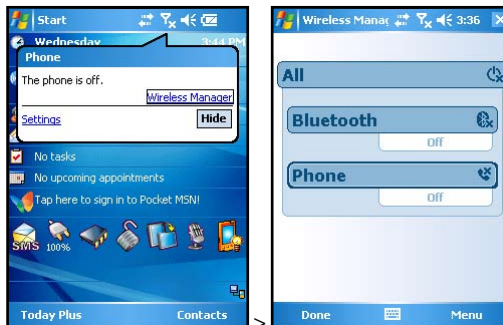 Start
Wednesday
3:44 PM
Phone
The phone is off.
Wireless Manager
Settings
Hide
No tasks
No upcoming appointments
Tap here to sign in to Pocket MSN!
SMS
100%
Today Plus
Contacts
>
Wireless Manag
3:36
All
Bluetooth
Off
Phone
Off
Done
Menu